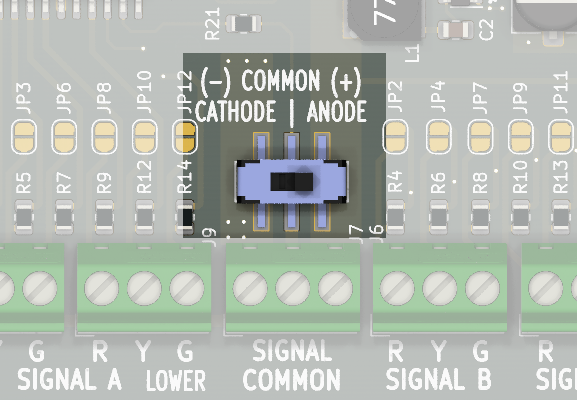 R21
77
L1
C2
(-) COMMON (+)
CATHODE | ANODE
JP3 JP6 JP8 JP10 JP12 JP2 JP4 JP7 JP9 JP11
R5 R7 R9 R12 R14 R4 R6 R8 R10 R13
J9 J7 J6
G R Y G SIGNAL R Y G R
SIGNAL A LOWER COMMON SIGNAL B